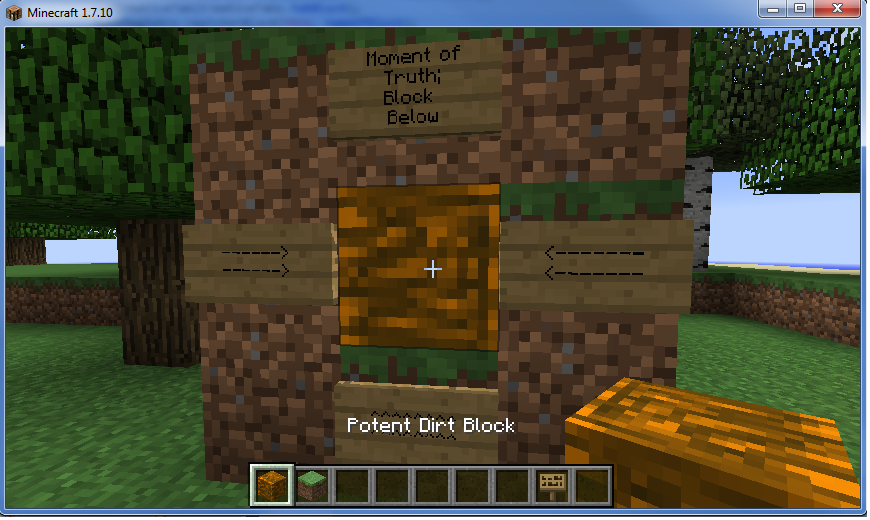 Minecraft 1.7.10
Moment of
Truth;
Block
Below
----->
----->
<-------
<-------
^^^^^^^
Potent Dirt Block